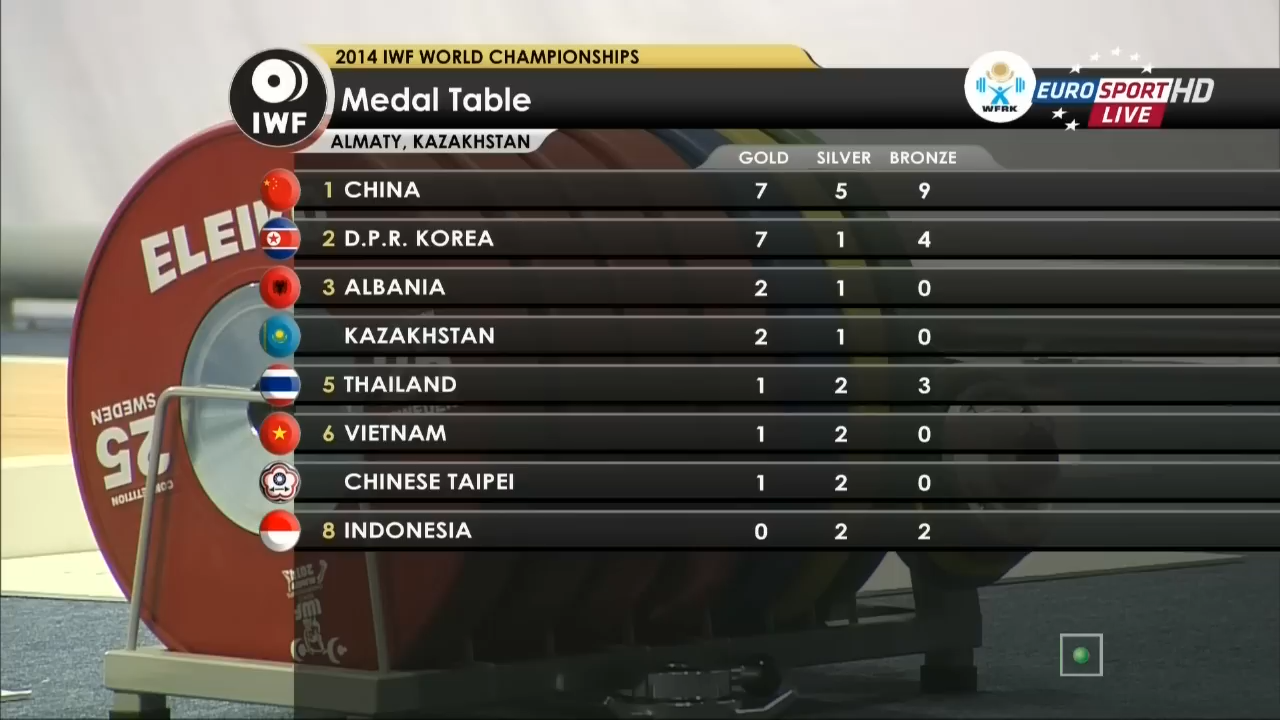 2014 IWF WORLD CHAMPIONSHIPS
IWF
Medal Table
WFRK
EUROSPORT HD
LIVE
ALMATY, KAZAKHSTAN
GOLD SILVER BRONZE
1 CHINA 7 5 9
2 D.P.R. KOREA 7 1 4
3 ALBANIA 2 1 0
KAZAKHSTAN 2 1 0
5 THAILAND 1 2 3
6 VIETNAM 1 2 0
CHINESE TAIPEI 1 2 0
8 INDONESIA 0 2 2
ELEI
SWEDEN
25
COMPETITION